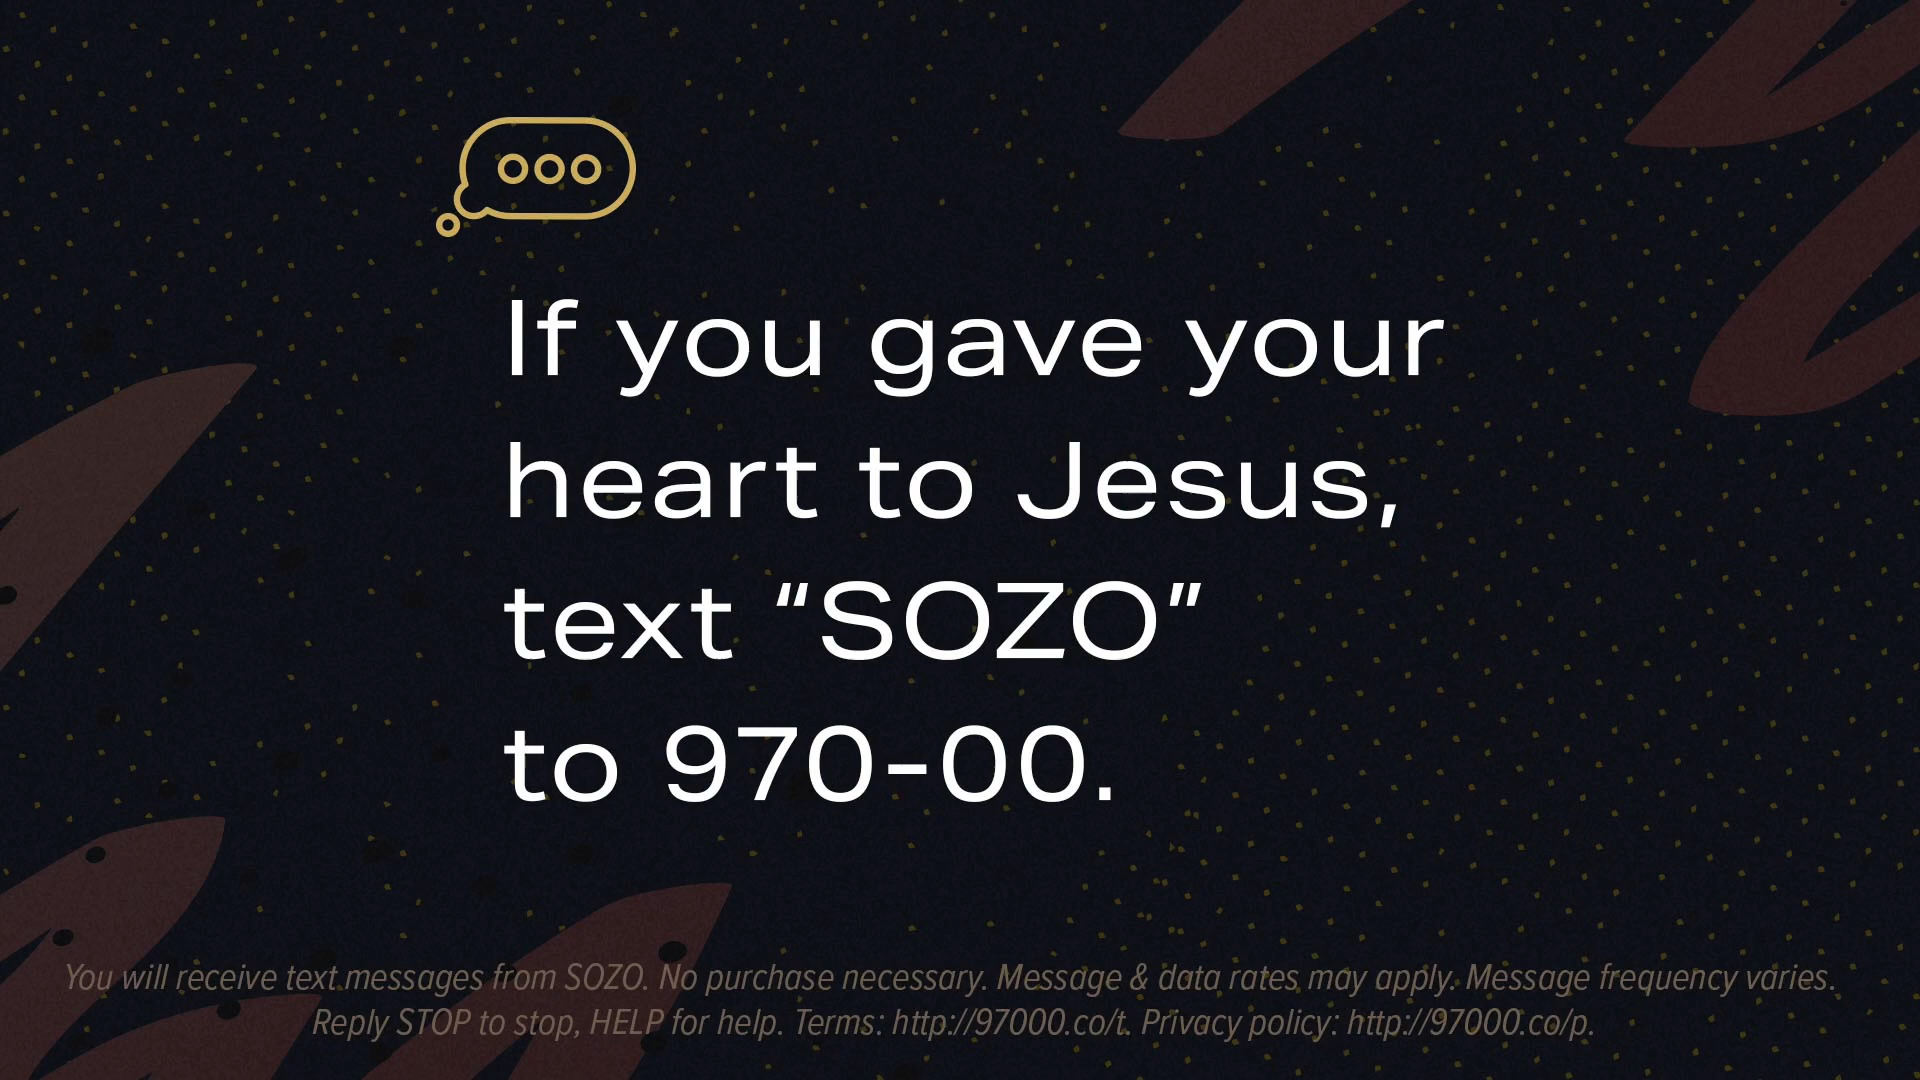 If you gave your
heart to Jesus,
text “SOZO”
to 970-00.
You will receive text messages from SOZO. No purchase necessary. Message & data rates may apply. Message frequency varies.
Reply STOP to stop, HELP for help. Terms: http://97000.co/t. Privacy policy: http://97000.co/p.